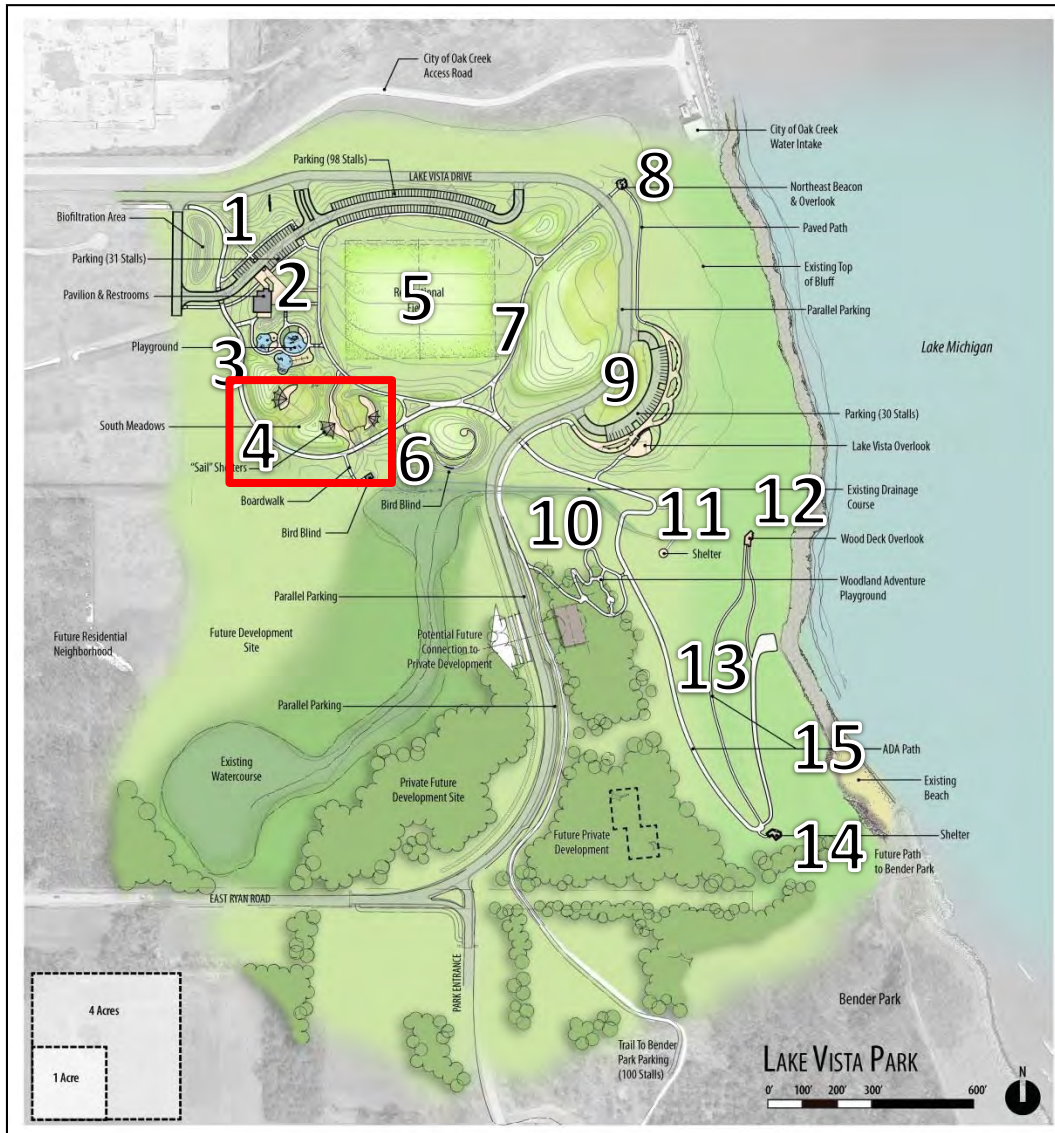 City of Oak Creek
Access Road
City of Oak Creek
Water Intake
Parking (98 Stalls)
LAKE VISTA DRIVE
8
Northeast Beacon
& Overlook
1
Biofiltration Area
Paved Path
Parking (31 Stalls)
Existing Top
of Bluff
2
5
Pavilion & Restrooms
7
Parallel Parking
Playground
3
9
Lake Michigan
Parking (30 Stalls)
South Meadows
4
6
Lake Vista Overlook
"Sail" Shelters
Boardwalk
Bird Blind
Bird Blind
10
11
12
Existing Drainage
Course
Wood Deck Overlook
Shelter
Woodland Adventure
Playground
Parallel Parking
Future Residential
Neighborhood
Future Development
Site
Potential Future
Connection to
Private Development
13
Parallel Parking
15
ADA Path
Existing
Watercourse
Existing
Beach
Private Future
Development Site
Future Private
Development
14
Shelter
Future Path
to Bender Park
EAST RYAN ROAD
PARK ENTRANCE
4 Acres
1 Acre
Bender Park
Trail To Bender
Park Parking
(100 Stalls)
LAKE VISTA PARK
0' 100' 200' 300' 600'
N